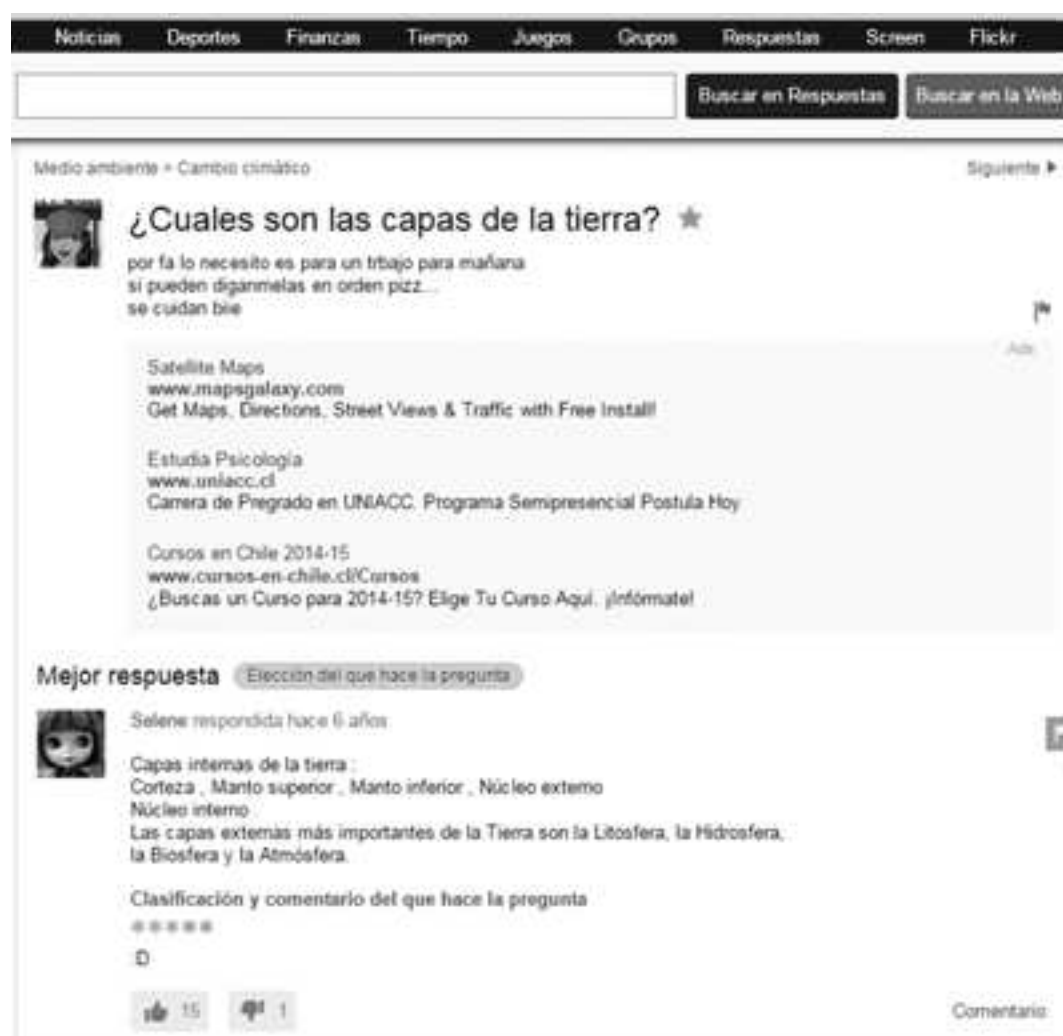 Noticias Deportes Finanzas Tiempo Juegos Grupos Respuestas Screen Flickr
Buscar en Respuestas Buscar en la Web
Medio ambiente > Cambio climático Siguiente
¿Cuales son las capas de la tierra?
por fa lo necesito es para un trbajo para mañana
si pueden diganmelas en orden pizz...
se cuidan biie
Ads
Satellite Maps
www.mapsgalaxy.com
Get Maps, Directions, Street Views & Traffic with Free Install!
Estudia Psicología
www.uniacc.cl
Carrera de Pregrado en UNIACC. Programa Semipresencial Postula Hoy
Cursos en Chile 2014-15
www.cursos-en-chile.cl/Cursos
¿Buscas un Curso para 2014-15? Elige Tu Curso Aquí. ¡Infórmate!
Mejor respuesta Elección del que hace la pregunta
Selene respondida hace 6 años
Capas internas de la tierra :
Corteza , Manto superior , Manto inferior , Núcleo externo
Núcleo interno
Las capas externas más importantes de la Tierra son la Litósfera, la Hidrosfera,
la Biosfera y la Atmósfera.
Clasificación y comentario del que hace la pregunta
:D
15 1 Comentario